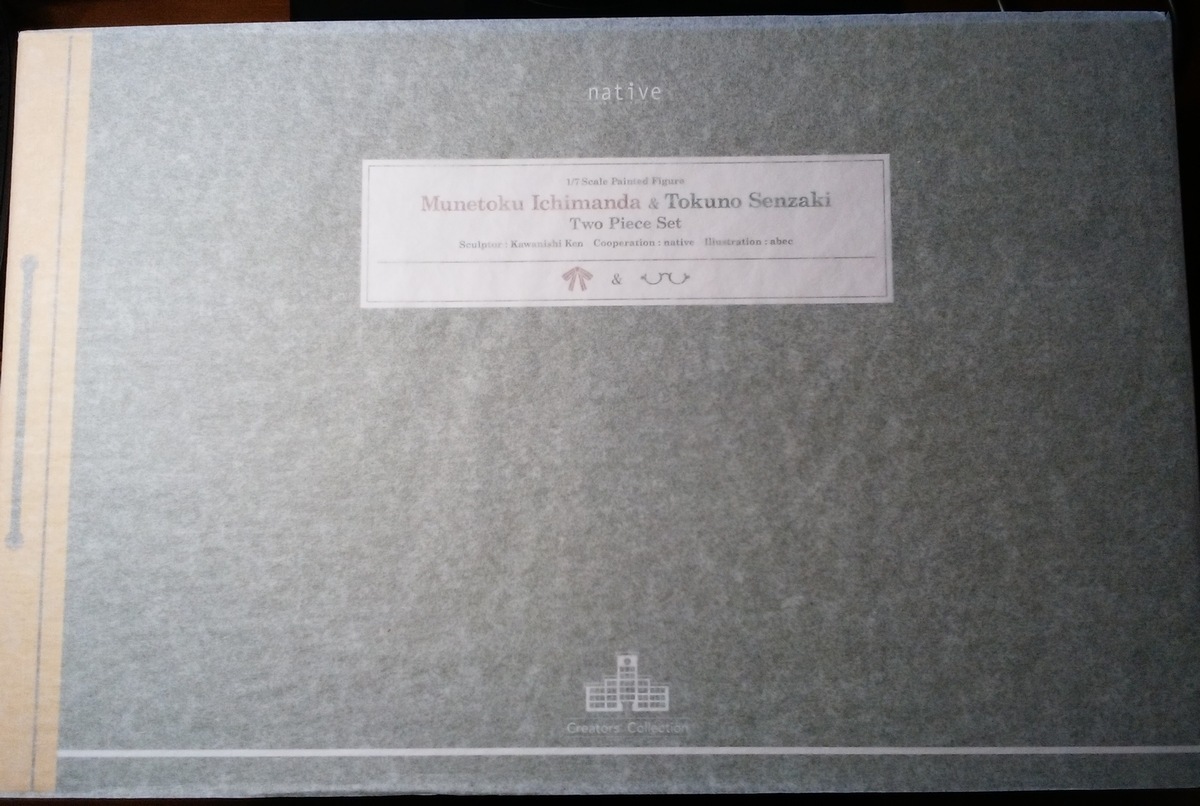 native
1/7 Scale Painted Figure
Munetoku Ichimanda & Tokuno Senzaki
Two Piece Set
Sculptor : Kawanishi Ken Cooperation : native Illustration : abec
&
Creators' Collection